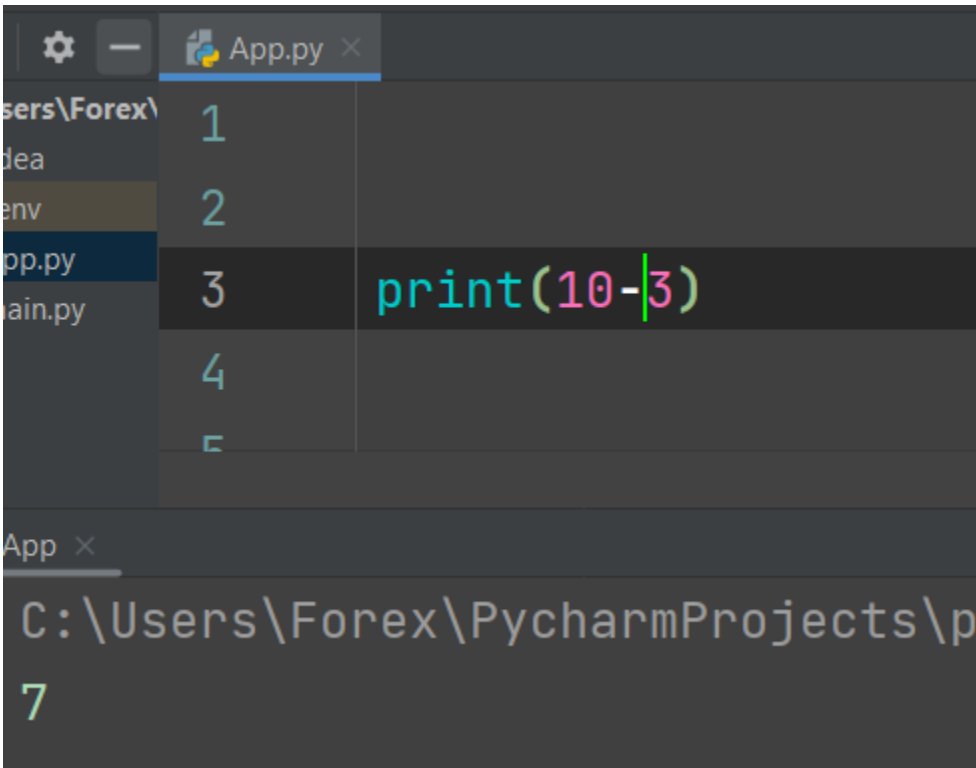 App.py
sers\Forex\
dea
env
pp.py
ain.py
1
2
3 print(10-3)
4
5
App
C:\Users\Forex\PycharmProjects\p
7